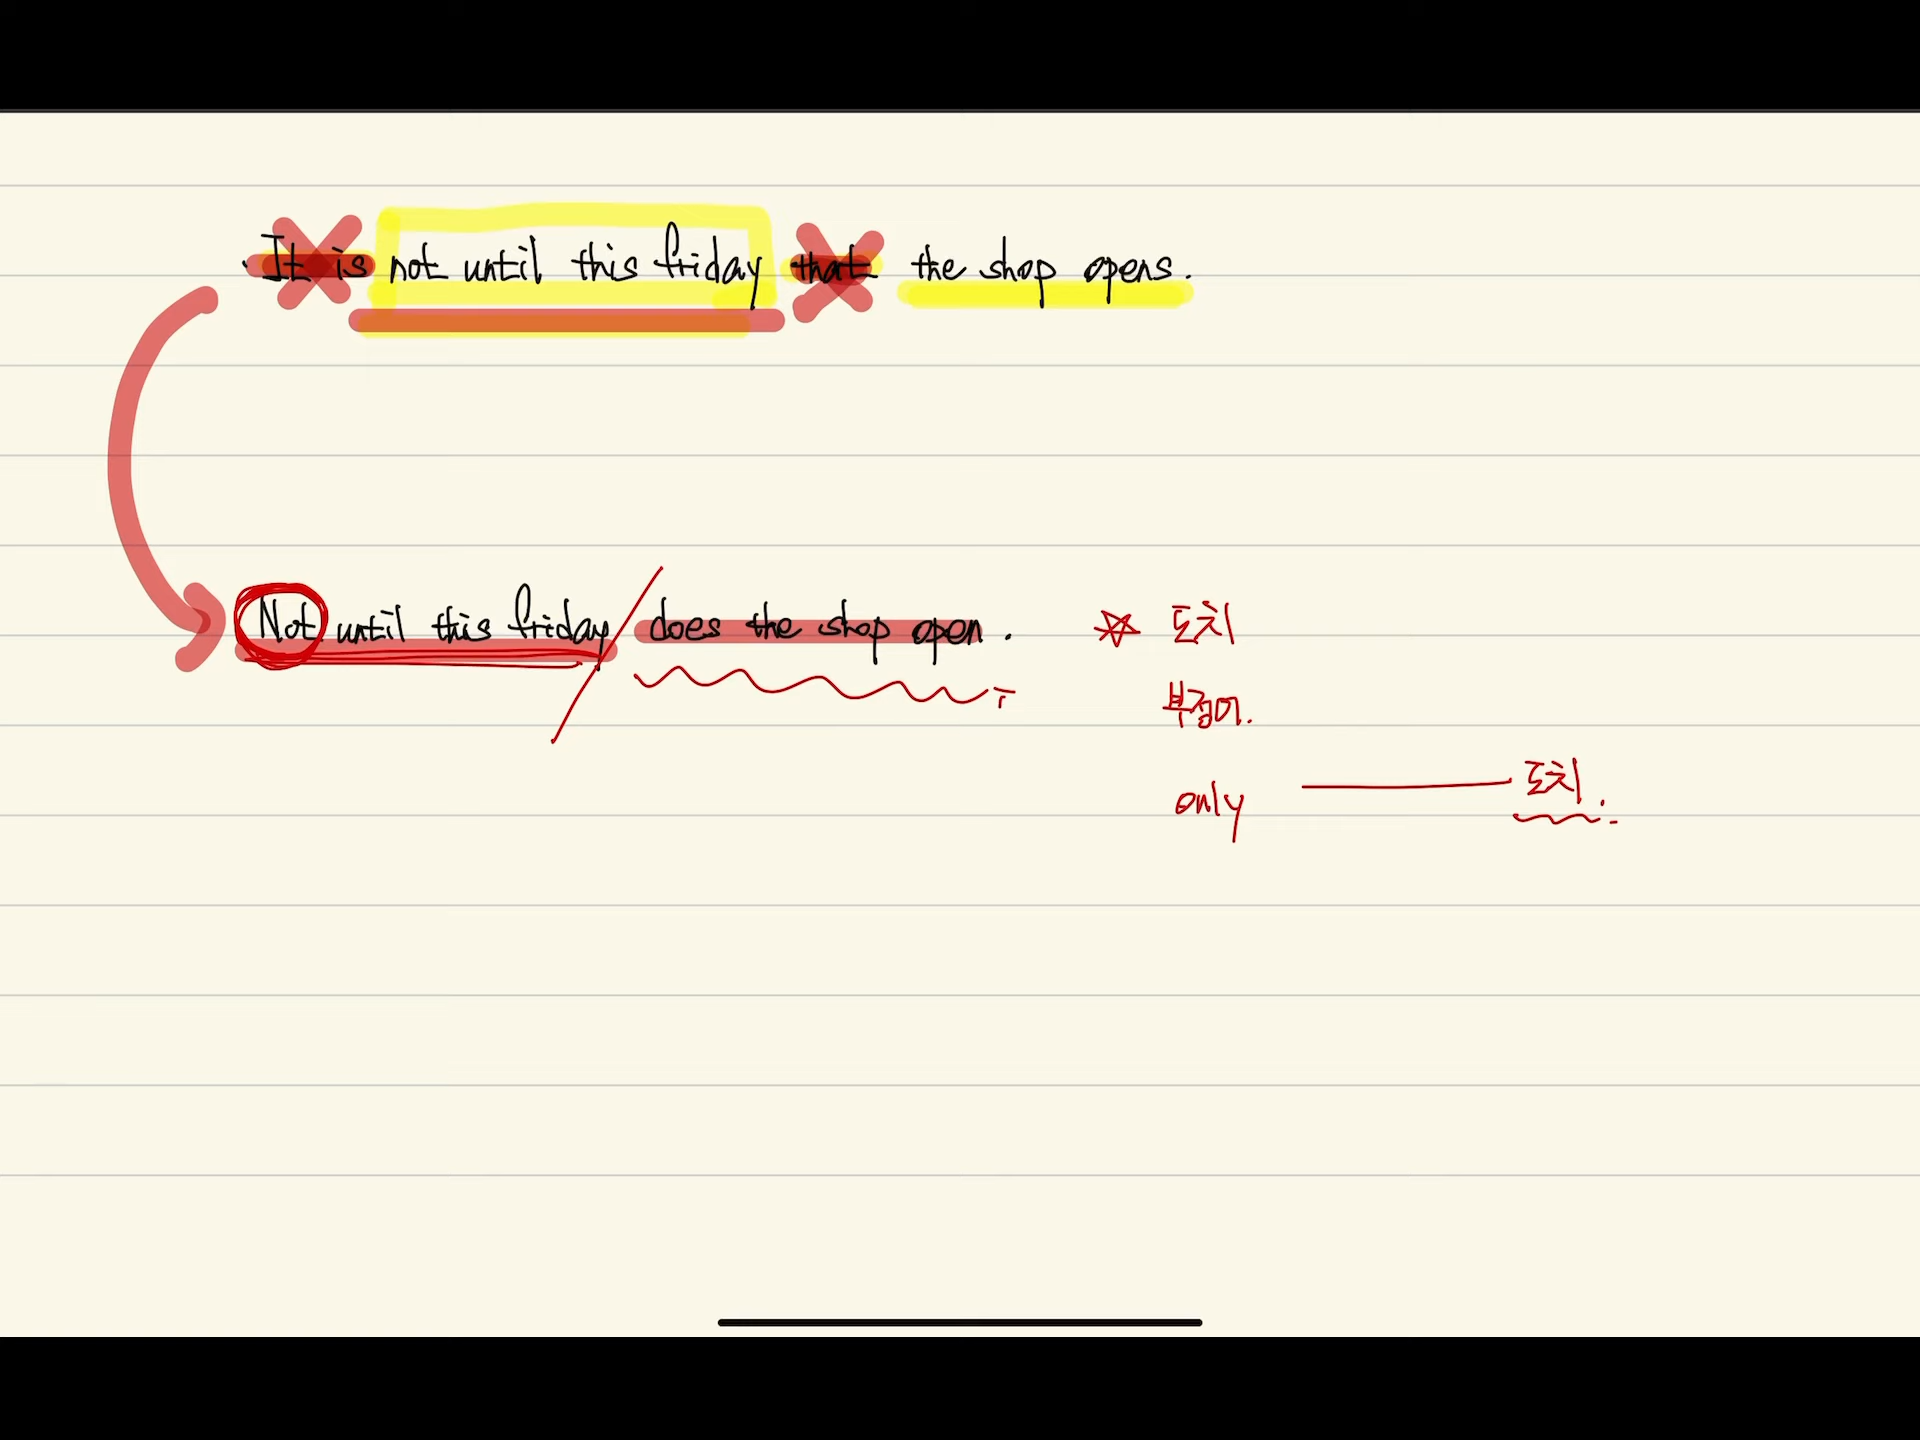 · It is not until this friday that the shop opens.
Not until this friday / does the shop open. ☆ 도치
부정어.
only ——— 도치.